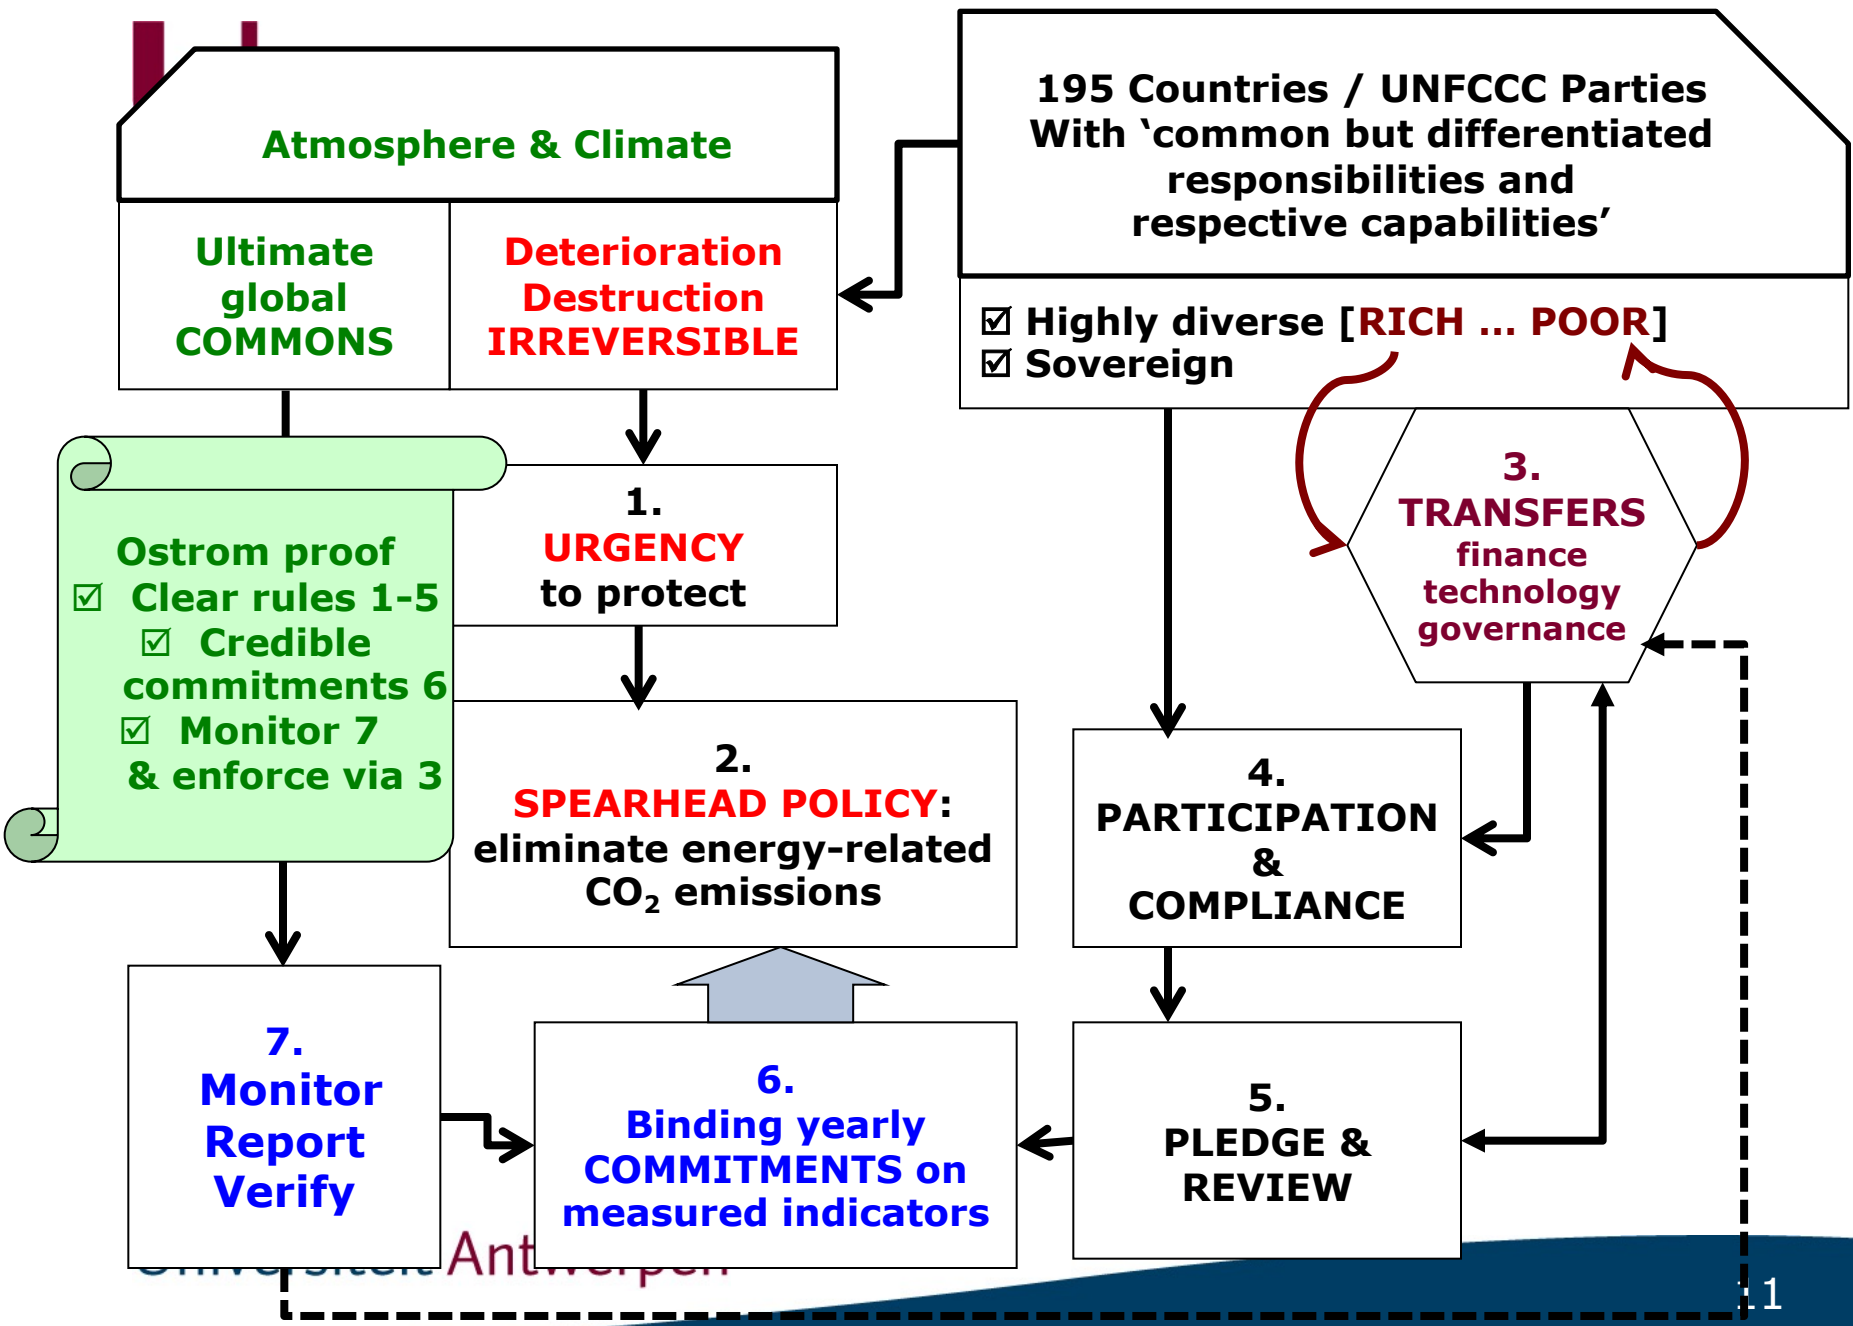 Atmosphere & Climate
Ultimate
global
COMMONS
Deterioration
Destruction
IRREVERSIBLE
195 Countries / UNFCCC Parties
With ‘common but differentiated
responsibilities and
respective capabilities’
☑ Highly diverse [RICH ... POOR]
☑ Sovereign
Ostrom proof
☑ Clear rules 1-5
☑ Credible
commitments 6
☑ Monitor 7
& enforce via 3
1.
URGENCY
to protect
2.
SPEARHEAD POLICY:
eliminate energy-related
CO₂ emissions
3.
TRANSFERS
finance
technology
governance
4.
PARTICIPATION
&
COMPLIANCE
5.
PLEDGE &
REVIEW
6.
Binding yearly
COMMITMENTS on
measured indicators
7.
Monitor
Report
Verify
Universiteit Antwerpen
11